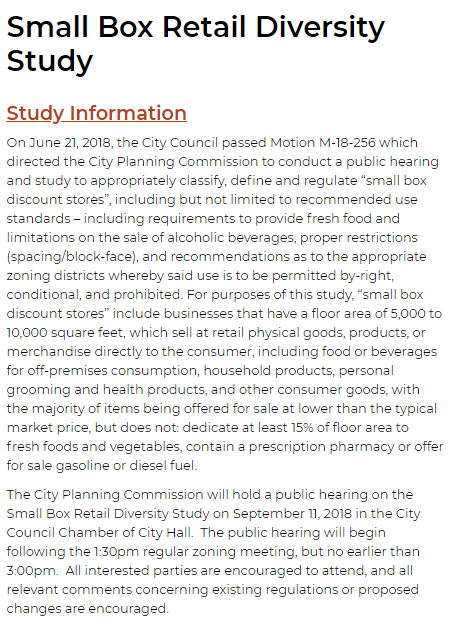 Small Box Retail Diversity
Study
Study Information
On June 21, 2018, the City Council passed Motion M-18-256 which
directed the City Planning Commission to conduct a public hearing
and study to appropriately classify, define and regulate “small box
discount stores”, including but not limited to recommended use
standards – including requirements to provide fresh food and
limitations on the sale of alcoholic beverages, proper restrictions
(spacing/block-face), and recommendations as to the appropriate
zoning districts whereby said use is to be permitted by-right,
conditional, and prohibited. For purposes of this study, “small box
discount stores” include businesses that have a floor area of 5,000 to
10,000 square feet, which sell at retail physical goods, products, or
merchandise directly to the consumer, including food or beverages
for off-premises consumption, household products, personal
grooming and health products, and other consumer goods, with
the majority of items being offered for sale at lower than the typical
market price, but does not: dedicate at least 15% of floor area to
fresh foods and vegetables, contain a prescription pharmacy or offer
for sale gasoline or diesel fuel.
The City Planning Commission will hold a public hearing on the
Small Box Retail Diversity Study on September 11, 2018 in the City
Council Chamber of City Hall.  The public hearing will begin
following the 1:30pm regular zoning meeting, but no earlier than
3:00pm.  All interested parties are encouraged to attend, and all
relevant comments concerning existing regulations or proposed
changes are encouraged.